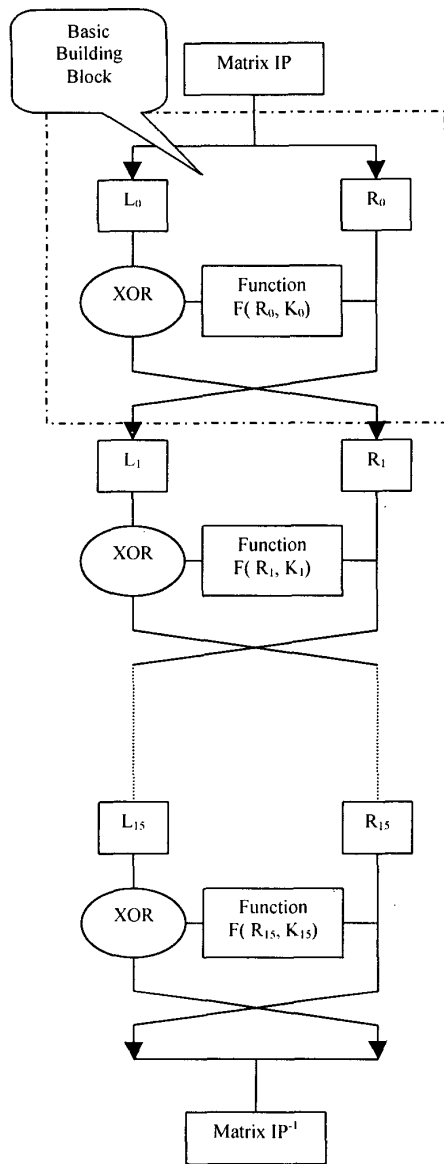 Basic
Building
Block
Matrix IP
L₀
R₀
XOR
Function
F( R₀, K₀)
L₁
R₁
XOR
Function
F( R₁, K₁)
L₁₅
R₁₅
XOR
Function
F( R₁₅, K₁₅)
Matrix IP⁻¹